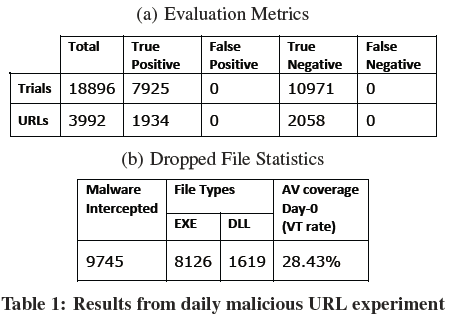 (a) Evaluation Metrics
Total True Positive False Positive True Negative False Negative
Trials 18896 7925 0 10971 0
URLs 3992 1934 0 2058 0
(b) Dropped File Statistics
Malware Intercepted File Types AV coverage Day-0 (VT rate)
EXE DLL
9745 8126 1619 28.43%
Table 1: Results from daily malicious URL experiment